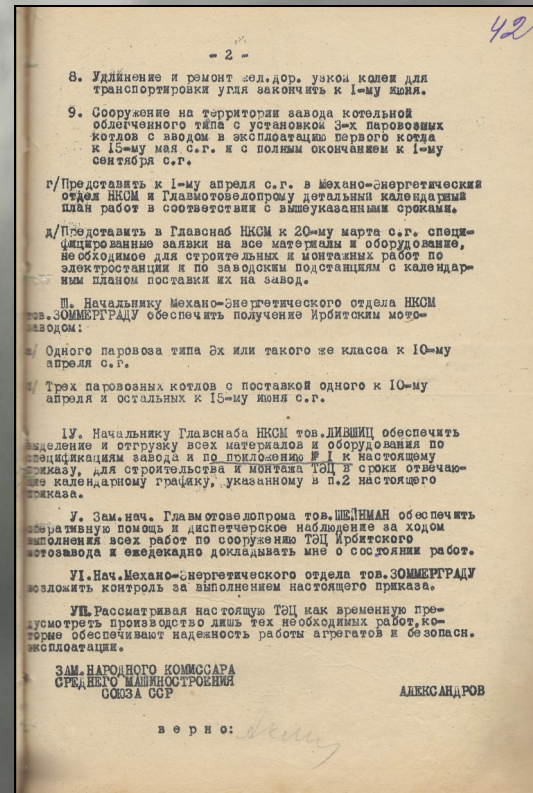 42
- 2 -
8. Удлинение и ремонт жел.дор. узкой колеи для
транспортировки угля закончить к 1-му июня.
9. Сооружение на территории завода котельной
облегченного типа с установкой 3-х паровозных
котлов с вводом в эксплоатацию первого котла
к 15-му мая с.г. и с полным окончанием к 1-му
сентября с.г.
г/Представить к 1-му апреля с.г. в Механо-Энергетический
отдел НКСМ и Главмотовелопрому детальный календарный
план работ в соответствии с вышеуказанными сроками.
д/Представить в Главснаб НКСМ к 20-му марта с.г. специ-
фицированные заявки на все материалы и оборудование,
необходимое для строительных и монтажных работ по
электростанции и по заводским подстанциям с календар-
ным планом поставки их на завод.
Ш. Начальнику Механо-Энергетического отдела НКСМ
тов.ЗОММЕРГРАДУ обеспечить получение Ирбитским мото-
заводом:
а/ Одного паровоза типа Эх или такого же класса к 10-му
апреля с.г.
/ Трех паровозных котлов с поставкой одного к 10-му
апреля и остальных к 15-му июня с.г.
1У. Начальнику Главснаба НКСМ тов.ЛИВШИЦ обеспечить
выделение и отгрузку всех материалов и оборудования по
спецификациям завода и по приложению № I к настоящему
приказу, для строительства и монтажа ТЭЦ в сроки отвечаю-
щие календарному графику, указанному в п.2 настоящего
приказа.
У. Зам.нач. Главмотовелопрома тов.ШЕЙНМАН обеспечить
оперативную помощь и диспетчерское наблюдение за ходом
выполнения всех работ по сооружению ТЭЦ Ирбитского
мотозавода и ежедекадно докладывать мне о состоянии работ.
У1.Нач.Механо-Энергетического отдела тов.ЗОММЕРГРАДУ
возложить контроль за выполнением настоящего приказа.
УП.Рассматривая настоящую ТЭЦ как временную пре-
дусмотреть производство лишь тех необходимых работ,ко-
торые обеспечивают надежность работы агрегатов и безопасн.
эксплоатации.
ЗАМ.НАРОДНОГО КОМИССАРА
СРЕДНЕГО МАШИНОСТРОЕНИЯ
СОЮЗА ССР
АЛЕКСАНДРОВ
верно: